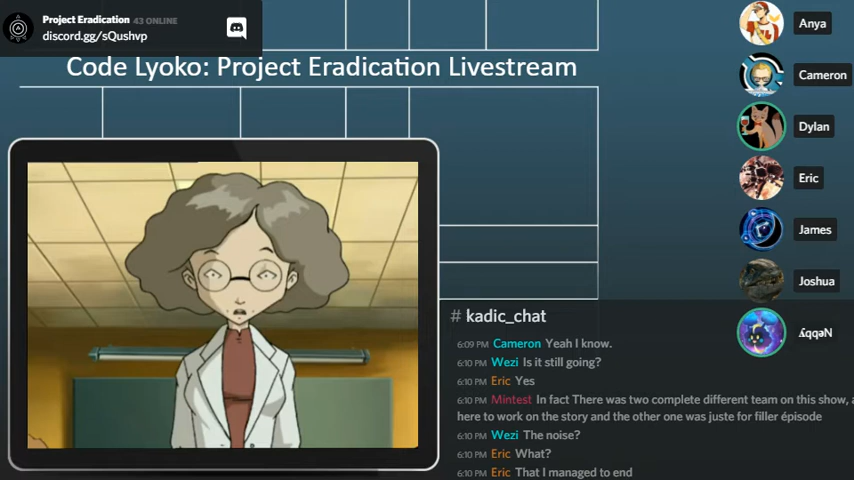 Project Eradication 43 ONLINE
discord.gg/sQushvp
Code Lyoko: Project Eradication Livestream
Anya
Cameron
Dylan
Eric
James
Joshua
ʎqqǝN
# kadic_chat
6:09 PM Cameron Yeah I know.
6:10 PM Wezi Is it still going?
6:10 PM Eric Yes
6:10 PM Mintest In fact There was two complete different team on this show, a
here to work on the story and the other one was juste for filler épisode
6:10 PM Wezi The noise?
6:10 PM Eric What?
6:10 PM Eric That I managed to end